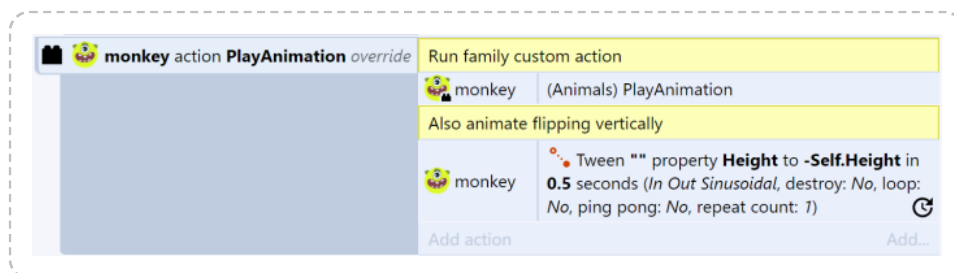 monkey action PlayAnimation override
Run family custom action
monkey
(Animals) PlayAnimation
Also animate flipping vertically
monkey
Tween "" property Height to -Self.Height in
0.5 seconds (In Out Sinusoidal, destroy: No, loop:
No, ping pong: No, repeat count: 1)
Add action
Add...